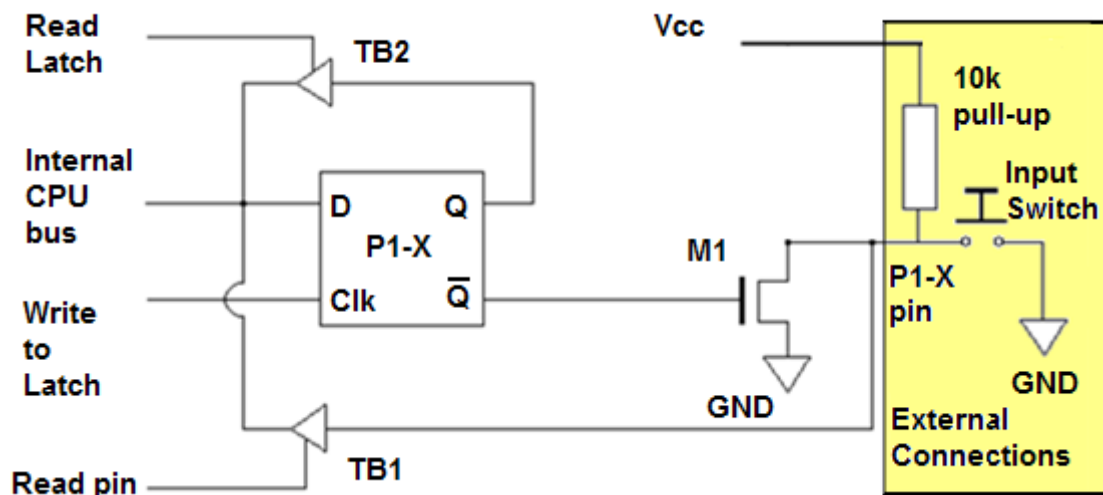 Read
Latch
TB2
Vcc
10k
pull-up
Internal
CPU
bus
D
Q
P1-X
Clk
Q̅
Input
Switch
M1
P1-X
pin
Write
to
Latch
GND
GND
External
Connections
TB1
Read pin